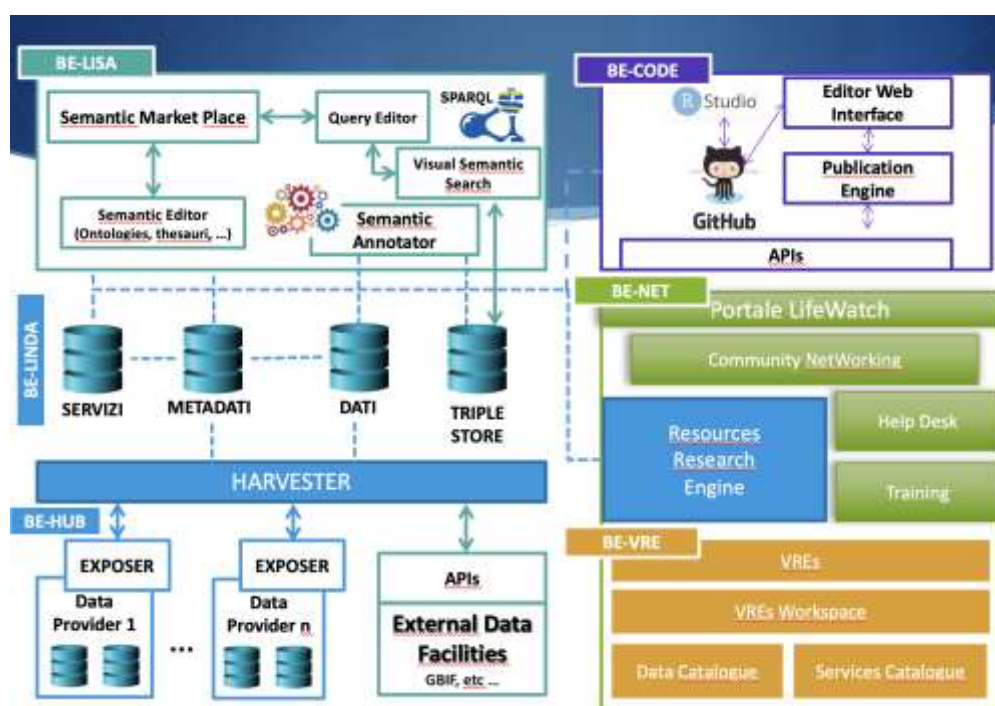 BE-LISA
Semantic Market Place
Query Editor
SPARQL
Visual Semantic
Search
Semantic Editor
(Ontologies, thesauri, ...)
Semantic
Annotator
BE-CODE
R Studio
Editor Web
Interface
GitHub
Publication
Engine
APIs
BE-LINDA
SERVIZI
METADATI
DATI
TRIPLE
STORE
BE-NET
Portale LifeWatch
Community NetWorking
Resources
Research
Engine
Help Desk
Training
HARVESTER
BE-HUB
EXPOSER
Data
Provider 1
...
EXPOSER
Data
Provider n
APIs
External Data
Facilities
GBIF, etc ...
BE-VRE
VREs
VREs Workspace
Data Catalogue
Services Catalogue